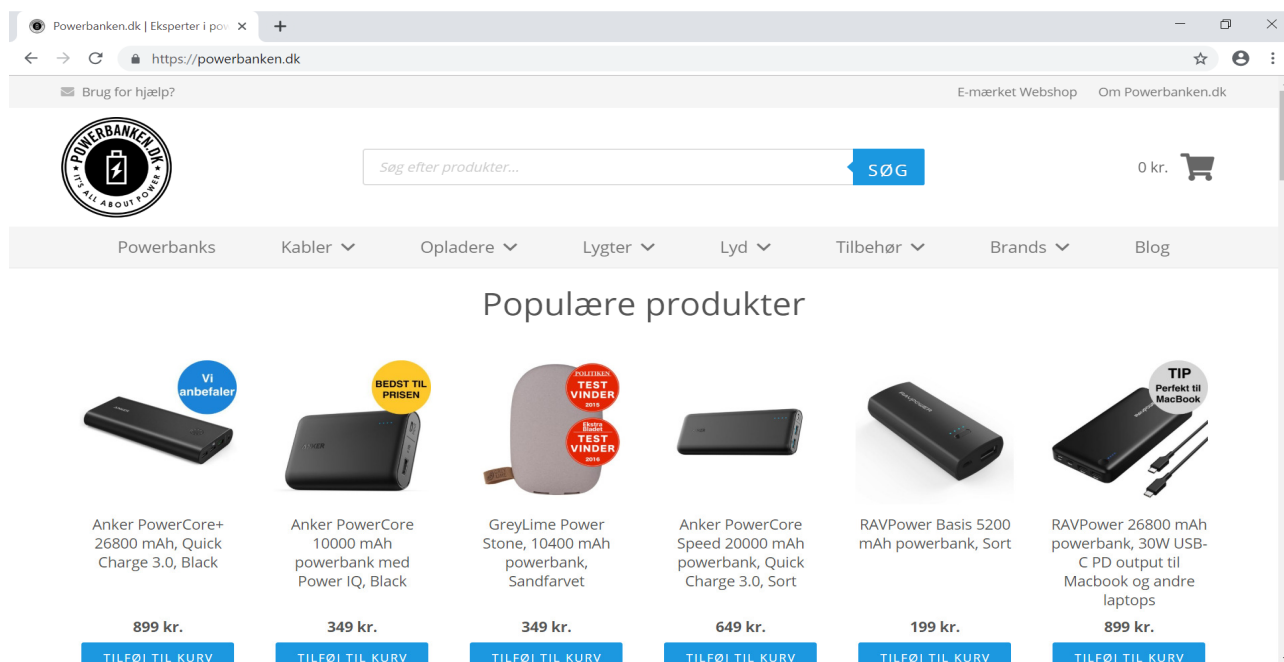 Powerbanken.dk | Eksperter i pow
https://powerbanken.dk
Brug for hjælp?
E-mærket Webshop
Om Powerbanken.dk
POWERBANKEN.DK
IT'S ALL ABOUT POWER
Søg efter produkter...
SØG
0 kr.
Powerbanks
Kabler
Opladere
Lygter
Lyd
Tilbehør
Brands
Blog
Populære produkter
Vi
anbefaler
ANKER
Anker PowerCore+
26800 mAh, Quick
Charge 3.0, Black
899 kr.
TILFØJ TIL KURV
BEDST TIL
PRISEN
Anker PowerCore
10000 mAh
powerbank med
Power IQ, Black
349 kr.
TILFØJ TIL KURV
POLITIKEN
TEST
VINDER
2015
Ekstra
Bladet
TEST
VINDER
2016
GreyLime Power
Stone, 10400 mAh
powerbank,
Sandfarvet
349 kr.
TILFØJ TIL KURV
Anker PowerCore
Speed 20000 mAh
powerbank, Quick
Charge 3.0, Sort
649 kr.
TILFØJ TIL KURV
RAVPOWER
RAVPower Basis 5200
mAh powerbank, Sort
199 kr.
TILFØJ TIL KURV
TIP
Perfekt til
MacBook
RAVPower 26800 mAh
powerbank, 30W USB-
C PD output til
Macbook og andre
laptops
899 kr.
TILFØJ TIL KURV